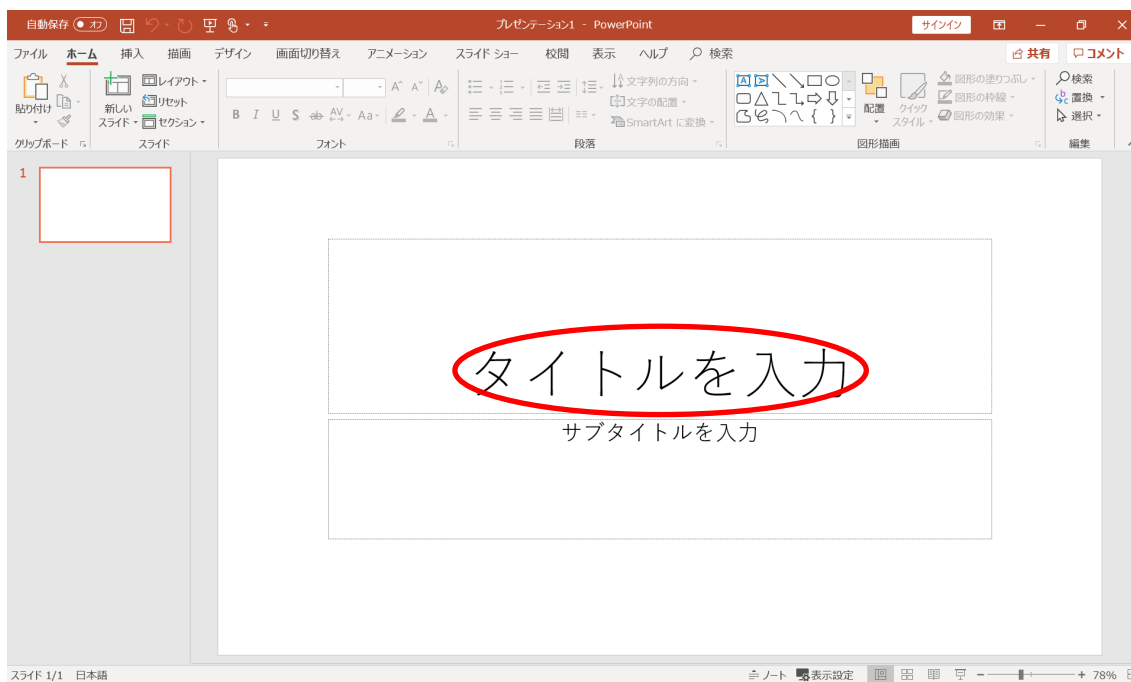 自動保存 オフ プレゼンテーション1 - PowerPoint サインイン
ファイル ホーム 挿入 描画 デザイン 画面切り替え アニメーション スライド ショー 校閲 表示 ヘルプ 検索 共有 コメント
貼り付け
新しい
スライド
レイアウト
リセット
セクション
B I U S ab AV Aa A
文字列の方向
文字の配置
SmartArt に変換
配置
クイック
スタイル
図形の塗りつぶし
図形の枠線
図形の効果
検索
置換
選択
クリップボード スライド フォント 段落 図形描画 編集
1
タイトルを入力
サブタイトルを入力
スライド 1/1 日本語 ノート 表示設定 78%